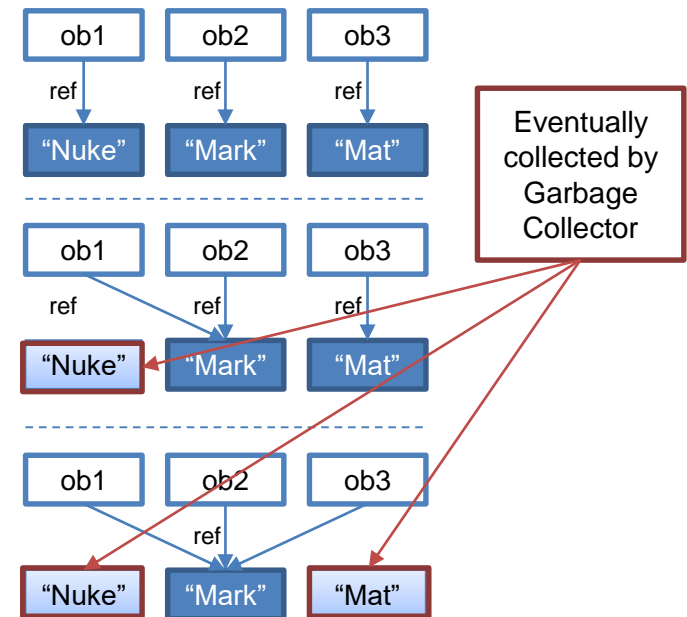 ob1 ob2 ob3
ref ref ref
“Nuke” “Mark” “Mat”
Eventually
collected by
Garbage
Collector
ob1 ob2 ob3
ref ref ref
“Nuke” “Mark” “Mat”
ob1 ob2 ob3
ref
“Nuke” “Mark” “Mat”